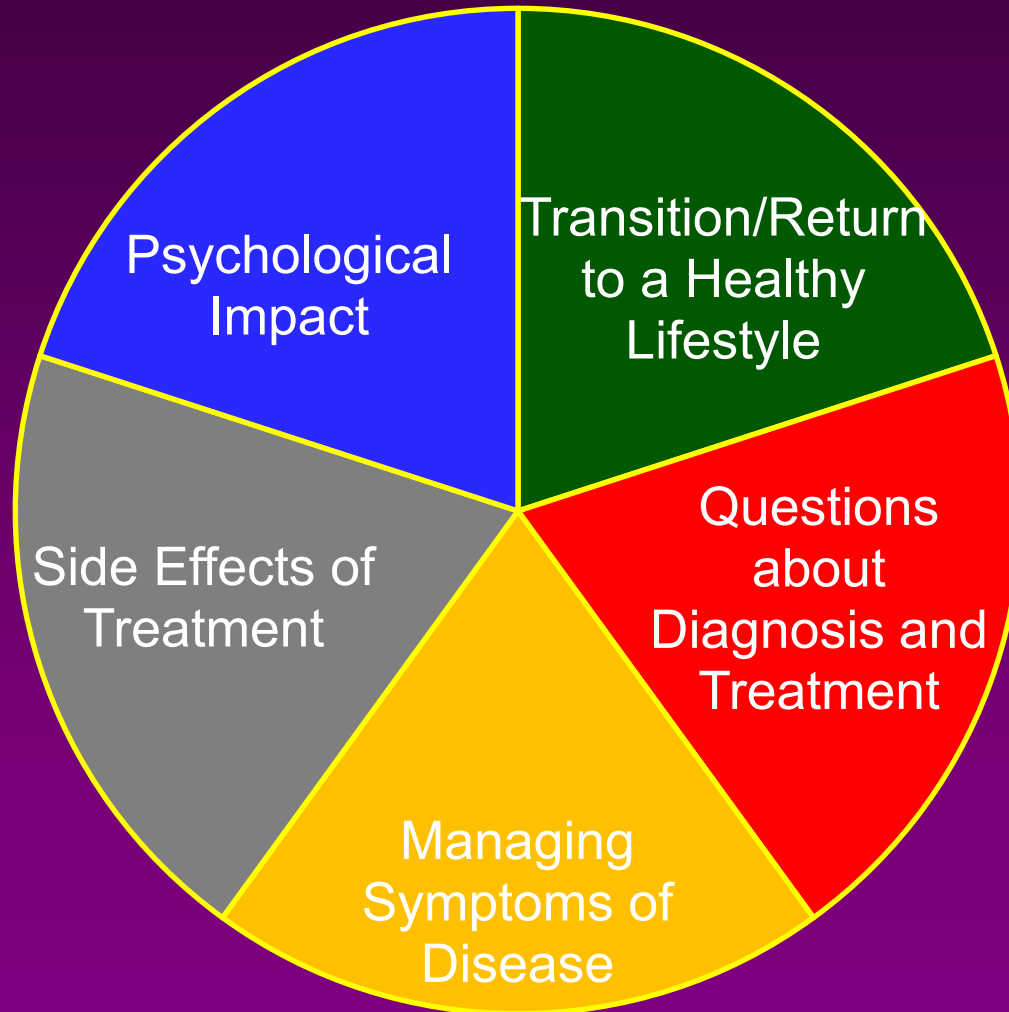 Psychological
Impact
Transition/Return
to a Healthy
Lifestyle
Questions
about
Diagnosis and
Treatment
Side Effects of
Treatment
Managing
Symptoms of
Disease